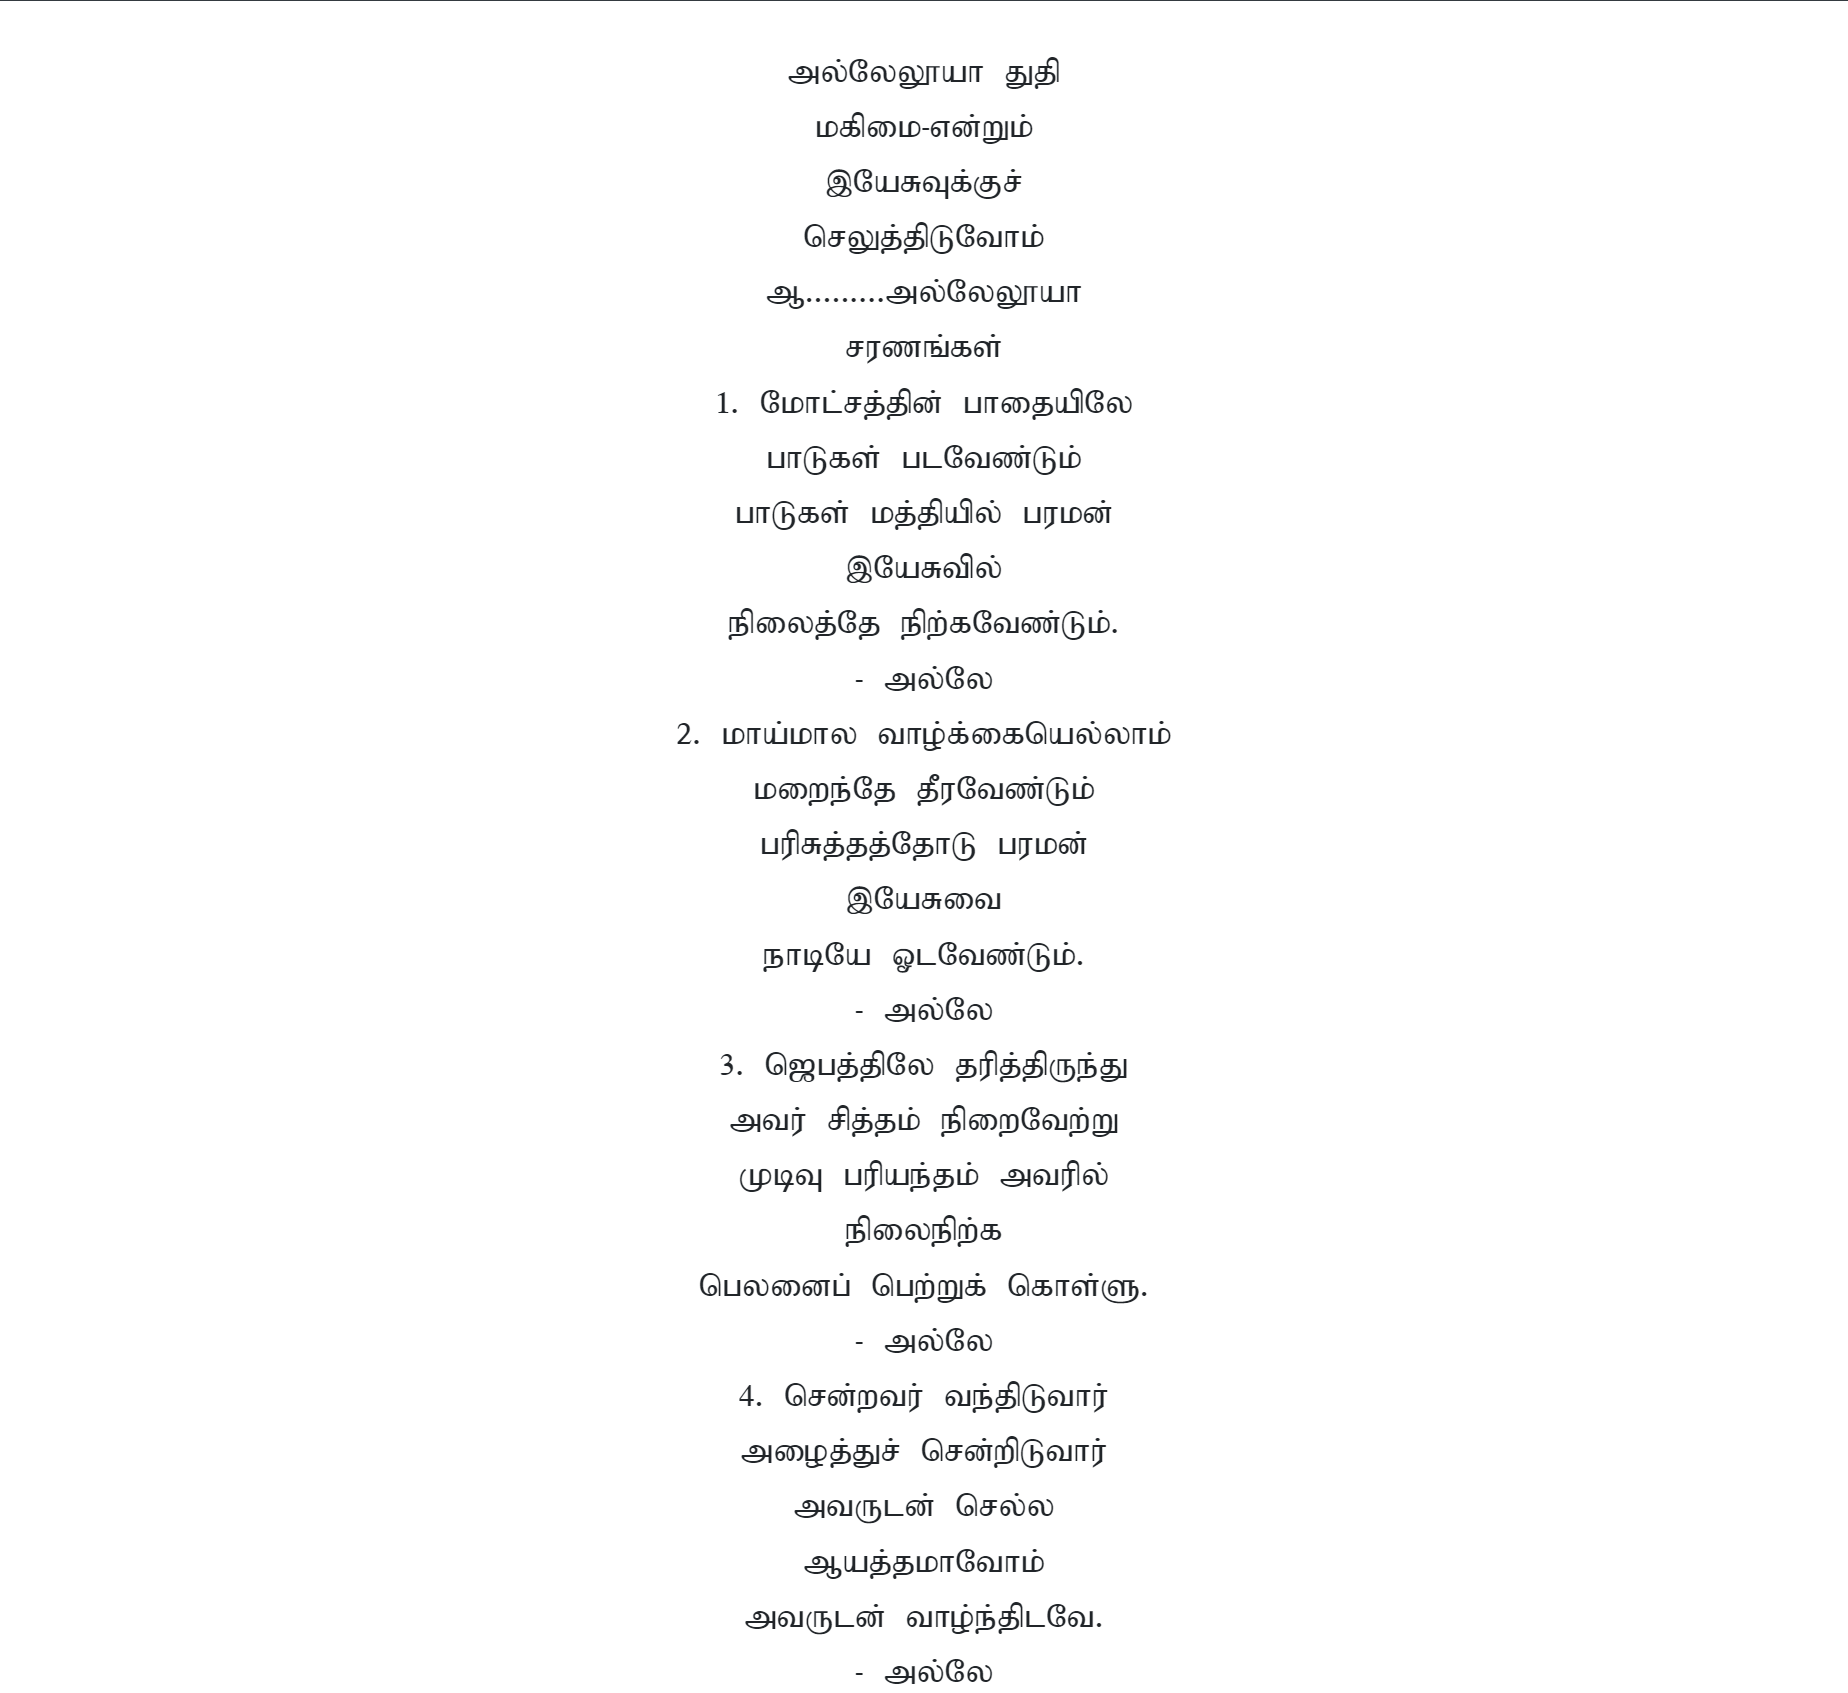 அல்லேலூயா துதி
மகிமை-என்றும்
இயேசுவுக்குச்
செலுத்திடுவோம்
ஆ.........அல்லேலூயா
சரணங்கள்
1. மோட்சத்தின் பாதையிலே
பாடுகள் படவேண்டும்
பாடுகள் மத்தியில் பரமன்
இயேசுவில்
நிலைத்தே நிற்கவேண்டும்.
- அல்லே
2. மாய்மால வாழ்க்கையெல்லாம்
மறைந்தே தீரவேண்டும்
பரிசுத்தத்தோடு பரமன்
இயேசுவை
நாடியே ஓடவேண்டும்.
- அல்லே
3. ஜெபத்திலே தரித்திருந்து
அவர் சித்தம் நிறைவேற்று
முடிவு பரியந்தம் அவரில்
நிலைநிற்க
பெலனைப் பெற்றுக் கொள்ளு.
- அல்லே
4. சென்றவர் வந்திடுவார்
அழைத்துச் சென்றிடுவார்
அவருடன் செல்ல
ஆயத்தமாவோம்
அவருடன் வாழ்ந்திடவே.
- அல்லே